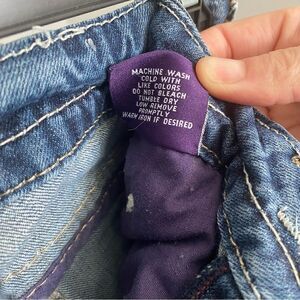 MACHINE WASH
COLD WITH
LIKE COLORS
DO NOT BLEACH
TUMBLE DRY
LOW REMOVE
PROMPTLY
WARM IRON IF DESIRED